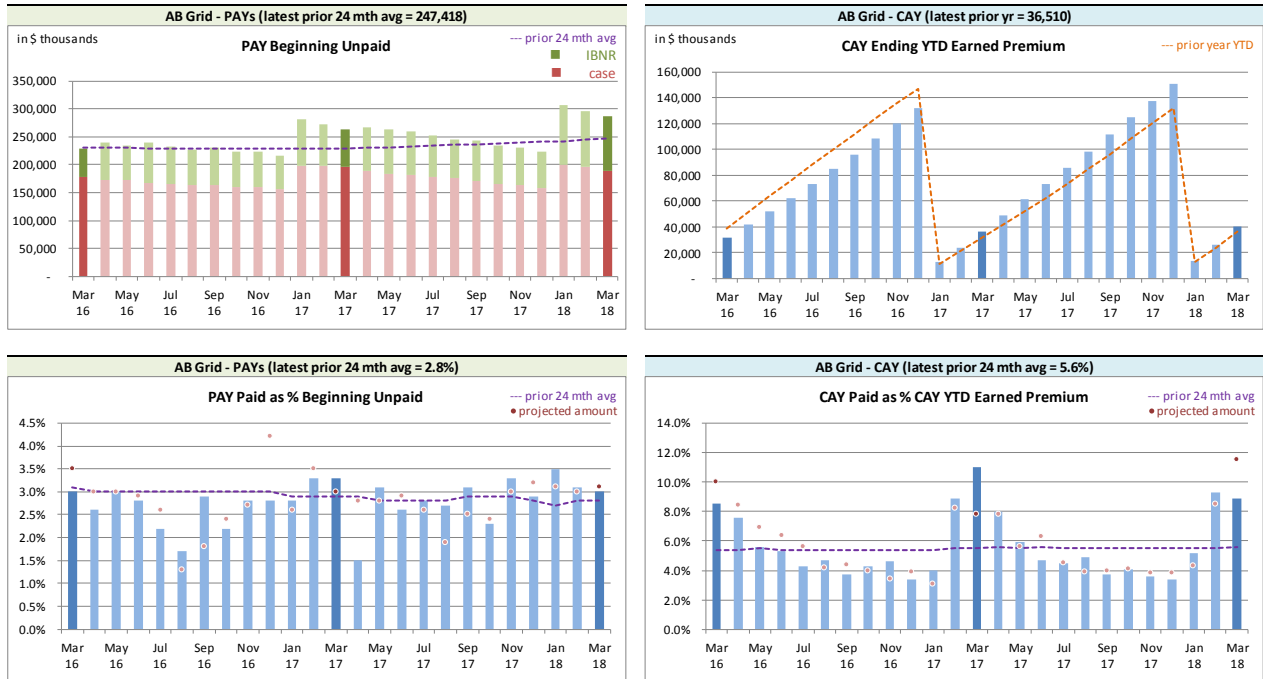 AB Grid - PAYs (latest prior 24 mth avg = 247,418)
in $ thousands
PAY Beginning Unpaid
--- prior 24 mth avg
IBNR
case
350,000
300,000
250,000
200,000
150,000
100,000
50,000
-
Mar May Jul Sep Nov Jan Mar May Jul Sep Nov Jan Mar
16 16 16 16 16 17 17 17 17 17 17 18 18
AB Grid - CAY (latest prior yr = 36,510)
in $ thousands
CAY Ending YTD Earned Premium
--- prior year YTD
160,000
140,000
120,000
100,000
80,000
60,000
40,000
20,000
-
Mar May Jul Sep Nov Jan Mar May Jul Sep Nov Jan Mar
16 16 16 16 16 17 17 17 17 17 17 18 18
AB Grid - PAYs (latest prior 24 mth avg = 2.8%)
PAY Paid as % Beginning Unpaid
--- prior 24 mth avg
projected amount
4.5%
4.0%
3.5%
3.0%
2.5%
2.0%
1.5%
1.0%
0.5%
0.0%
Mar May Jul Sep Nov Jan Mar May Jul Sep Nov Jan Mar
16 16 16 16 16 17 17 17 17 17 17 18 18
AB Grid - CAY (latest prior 24 mth avg = 5.6%)
CAY Paid as % CAY YTD Earned Premium
--- prior 24 mth avg
projected amount
14.0%
12.0%
10.0%
8.0%
6.0%
4.0%
2.0%
0.0%
Mar May Jul Sep Nov Jan Mar May Jul Sep Nov Jan Mar
16 16 16 16 16 17 17 17 17 17 17 18 18